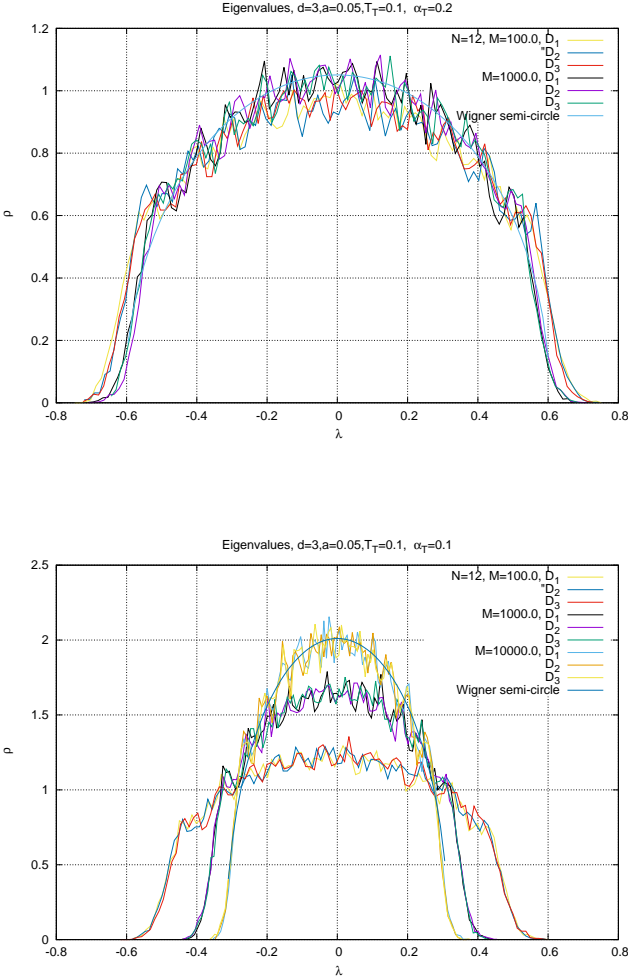 Eigenvalues, d=3,a=0.05,T_T=0.1, α_T=0.2
1.2
N=12, M=100.0, D_1
"D_2
D_3
M=1000.0, D_1
D_2
D_3
Wigner semi-circle
1
0.8
0.6
ρ
0.4
0.2
0
-0.8 -0.6 -0.4 -0.2 0 0.2 0.4 0.6 0.8
λ
Eigenvalues, d=3,a=0.05,T_T=0.1, α_T=0.1
2.5
N=12, M=100.0, D_1
"D_2
D_3
M=1000.0, D_1
D_2
D_3
M=10000.0, D_1
D_2
D_3
Wigner semi-circle
2
1.5
ρ
1
0.5
0
-0.8 -0.6 -0.4 -0.2 0 0.2 0.4 0.6 0.8
λ